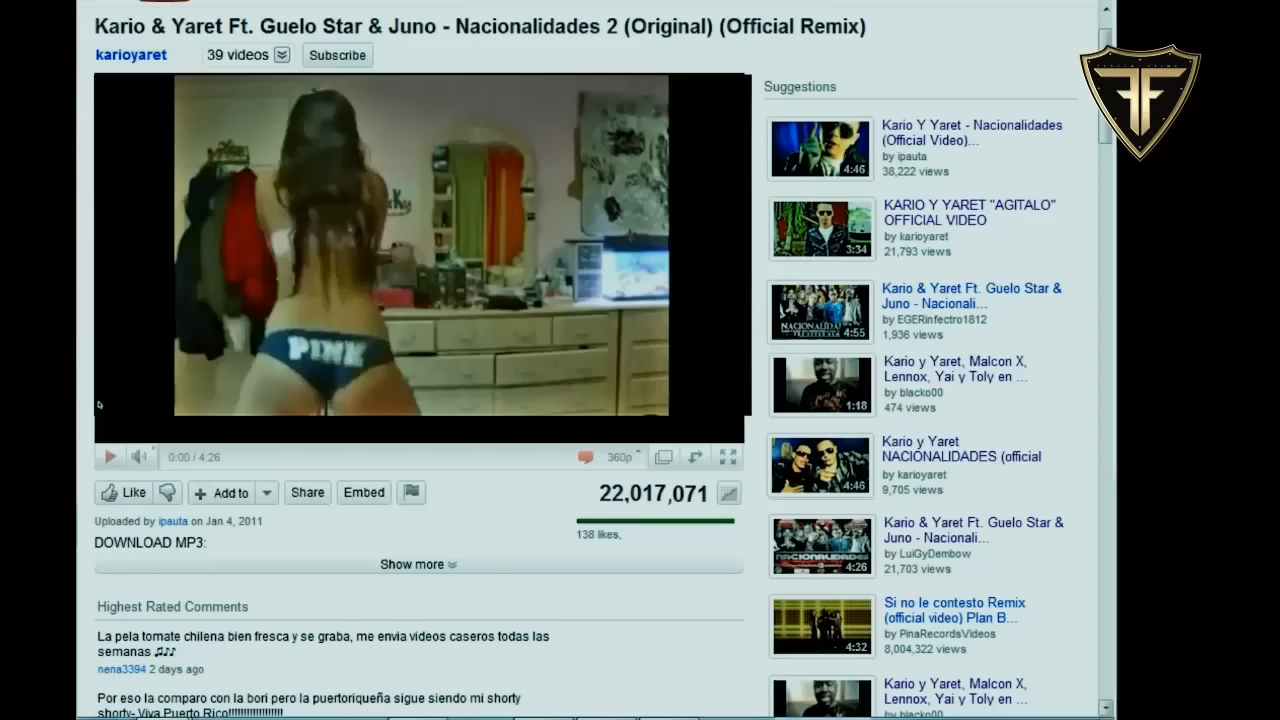 Kario & Yaret Ft. Guelo Star & Juno - Nacionalidades 2 (Original) (Official Remix)
karioyaret 39 videos Subscribe
PINK
0:00 / 4:26 360p
Like Add to Share Embed 22,017,071
Uploaded by ipauta on Jan 4, 2011
138 likes,
DOWNLOAD MP3:
Show more
Highest Rated Comments
La pela tomate chilena bien fresca y se graba, me envia videos caseros todas las
semanas ♫♪♪
nena3394 2 days ago
Por eso la comparo con la bori pero la puertoriqueña sigue siendo mi shorty
shorty- Viva Puerto Rico!!!!!!!!!!!!!!!!!
Suggestions
Kario Y Yaret - Nacionalidades
(Official Video)...
by ipauta
38,222 views
4:46
KARIO Y YARET "AGITALO"
OFFICIAL VIDEO
by karioyaret
21,793 views
3:34
Kario & Yaret Ft. Guelo Star &
Juno - Nacionali...
by EGERinfectro1812
1,936 views
4:55
Kario y Yaret, Malcon X,
Lennox, Yai y Toly en ...
by blacko00
474 views
1:18
Kario y Yaret
NACIONALIDADES (official
by karioyaret
9,705 views
4:46
Kario & Yaret Ft. Guelo Star &
Juno - Nacionali...
by LuiGyDembow
21,703 views
NACIONALIDADES
4:26
Si no le contesto Remix
(official video) Plan B...
by PinaRecordsVideos
8,004,322 views
4:32
Kario y Yaret, Malcon X,
Lennox, Yai y Toly en ...
by blacko00
FF